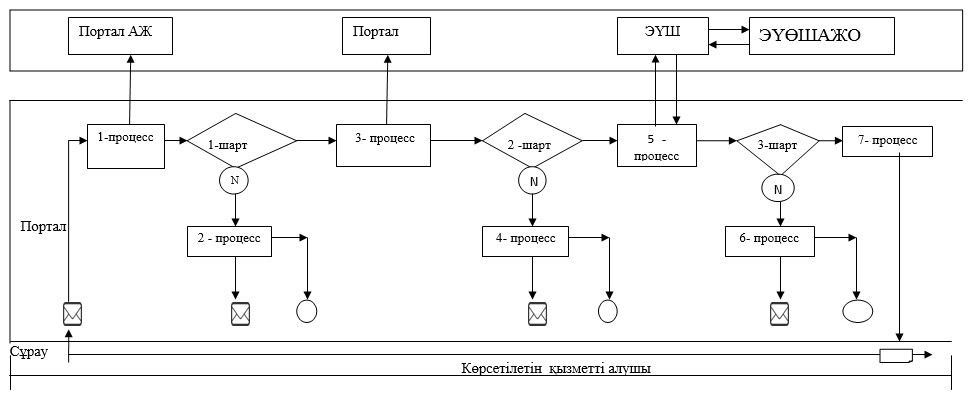 Портал АЖ
Портал
ЭҮШ
ЭҮӨШАЖО
1-процесс
1-шарт
3- процесс
2 -шарт
5 -
процесс
3-шарт
7- процесс
N
N
N
Портал
2 - процесс
4- процесс
6- процесс
Сұрау
Көрсетілетін қызметті алушы